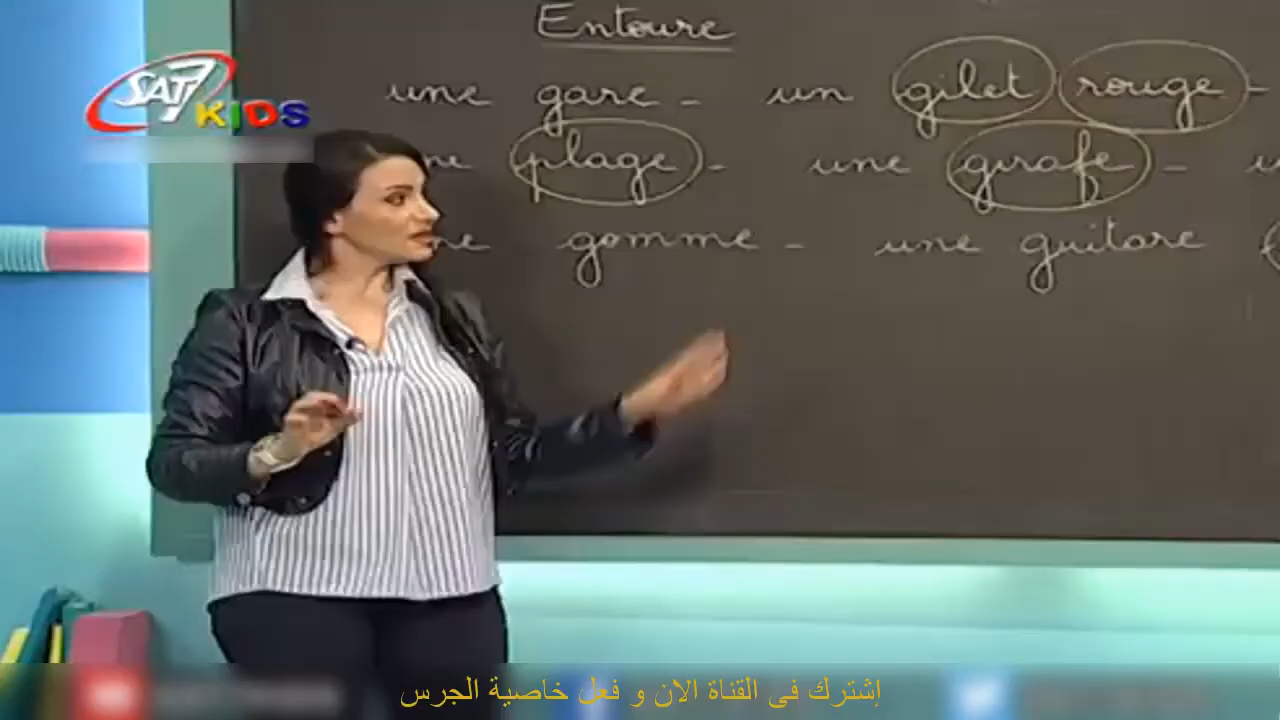 Entoure
SAT7
KIDS
une gare - un gilet rouge -
plage - une girafe -
gomme - une guitare
إشترك فى القناة الان و فعل خاصية الجرس